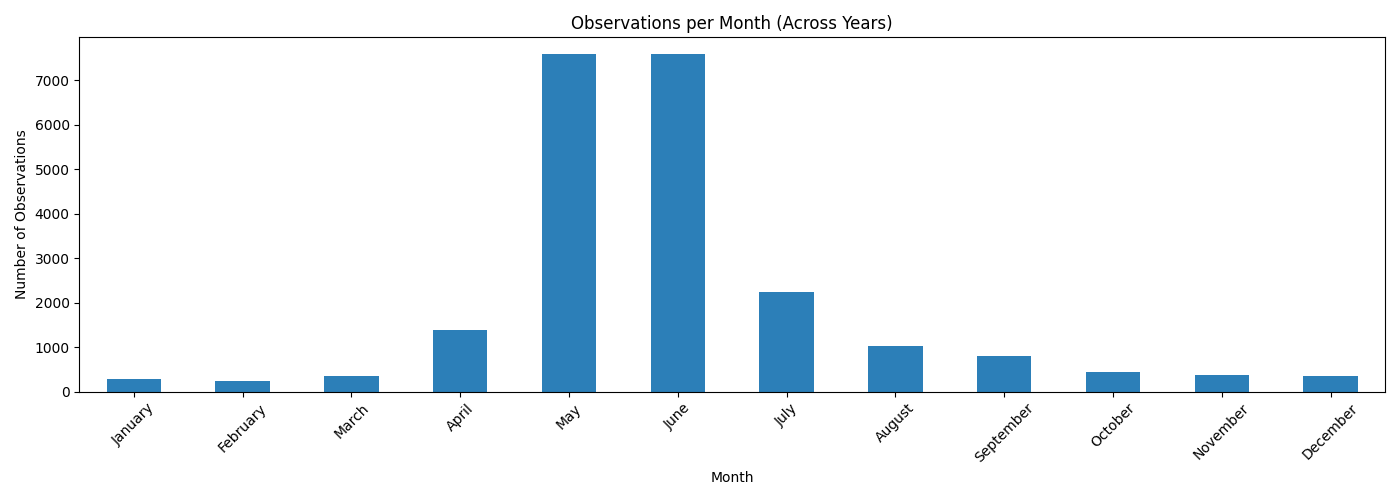 Observations per Month (Across Years)
Number of Observations
7000
6000
5000
4000
3000
2000
1000
0
January
February
March
April
May
June
July
August
September
October
November
December
Month